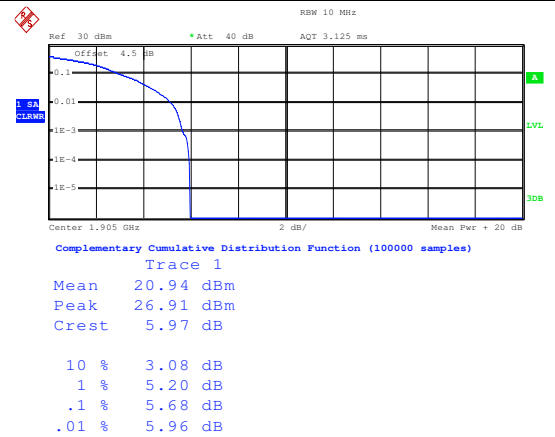 RBW 10 MHz
Ref 30 dBm * Att 40 dB AQT 3.125 ms
Offset 4.5 dB
0.1
A
0.01
1 SA
CLRWR
LVL
1E-3
1E-4
1E-5
3DB
Center 1.905 GHz 2 dB/ Mean Pwr + 20 dB
Complementary Cumulative Distribution Function (100000 samples)
Trace 1
Mean 20.94 dBm
Peak 26.91 dBm
Crest 5.97 dB
10 % 3.08 dB
1 % 5.20 dB
.1 % 5.68 dB
.01 % 5.96 dB